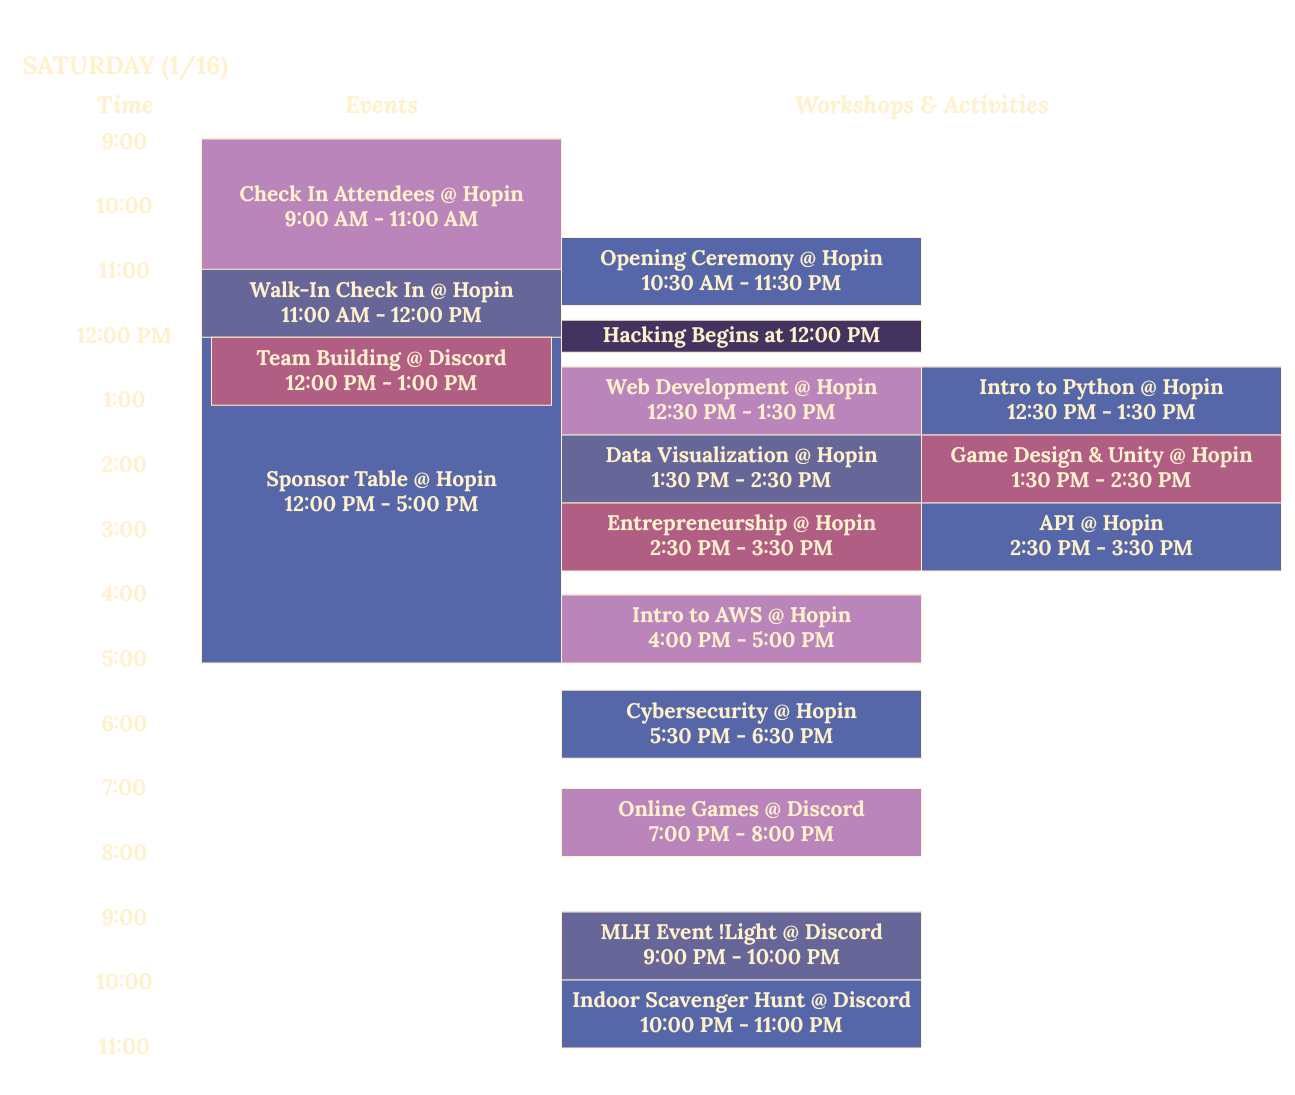 SATURDAY (1/16)
Time
Events
Workshops & Activities
9:00
Check In Attendees @ Hopin
9:00 AM - 11:00 AM
10:00
Opening Ceremony @ Hopin
10:30 AM - 11:30 PM
11:00
Walk-In Check In @ Hopin
11:00 AM - 12:00 PM
12:00 PM
Hacking Begins at 12:00 PM
Team Building @ Discord
12:00 PM - 1:00 PM
Web Development @ Hopin
12:30 PM - 1:30 PM
Intro to Python @ Hopin
12:30 PM - 1:30 PM
1:00
Data Visualization @ Hopin
1:30 PM - 2:30 PM
Game Design & Unity @ Hopin
1:30 PM - 2:30 PM
2:00
Sponsor Table @ Hopin
12:00 PM - 5:00 PM
Entrepreneurship @ Hopin
2:30 PM - 3:30 PM
API @ Hopin
2:30 PM - 3:30 PM
3:00
4:00
Intro to AWS @ Hopin
4:00 PM - 5:00 PM
5:00
Cybersecurity @ Hopin
5:30 PM - 6:30 PM
6:00
7:00
Online Games @ Discord
7:00 PM - 8:00 PM
8:00
9:00
MLH Event !Light @ Discord
9:00 PM - 10:00 PM
10:00
Indoor Scavenger Hunt @ Discord
10:00 PM - 11:00 PM
11:00